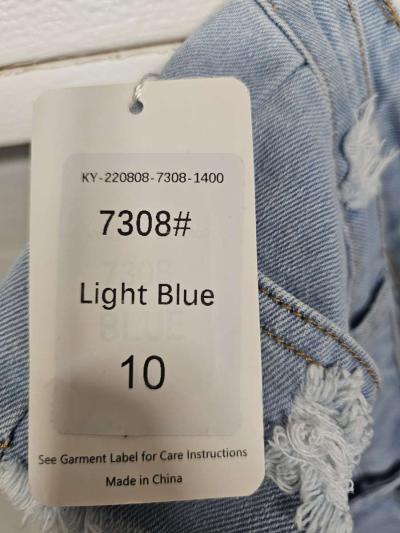 KY-220808-7308-1400
7308#
Light Blue
10
See Garment Label for Care Instructions
Made in China